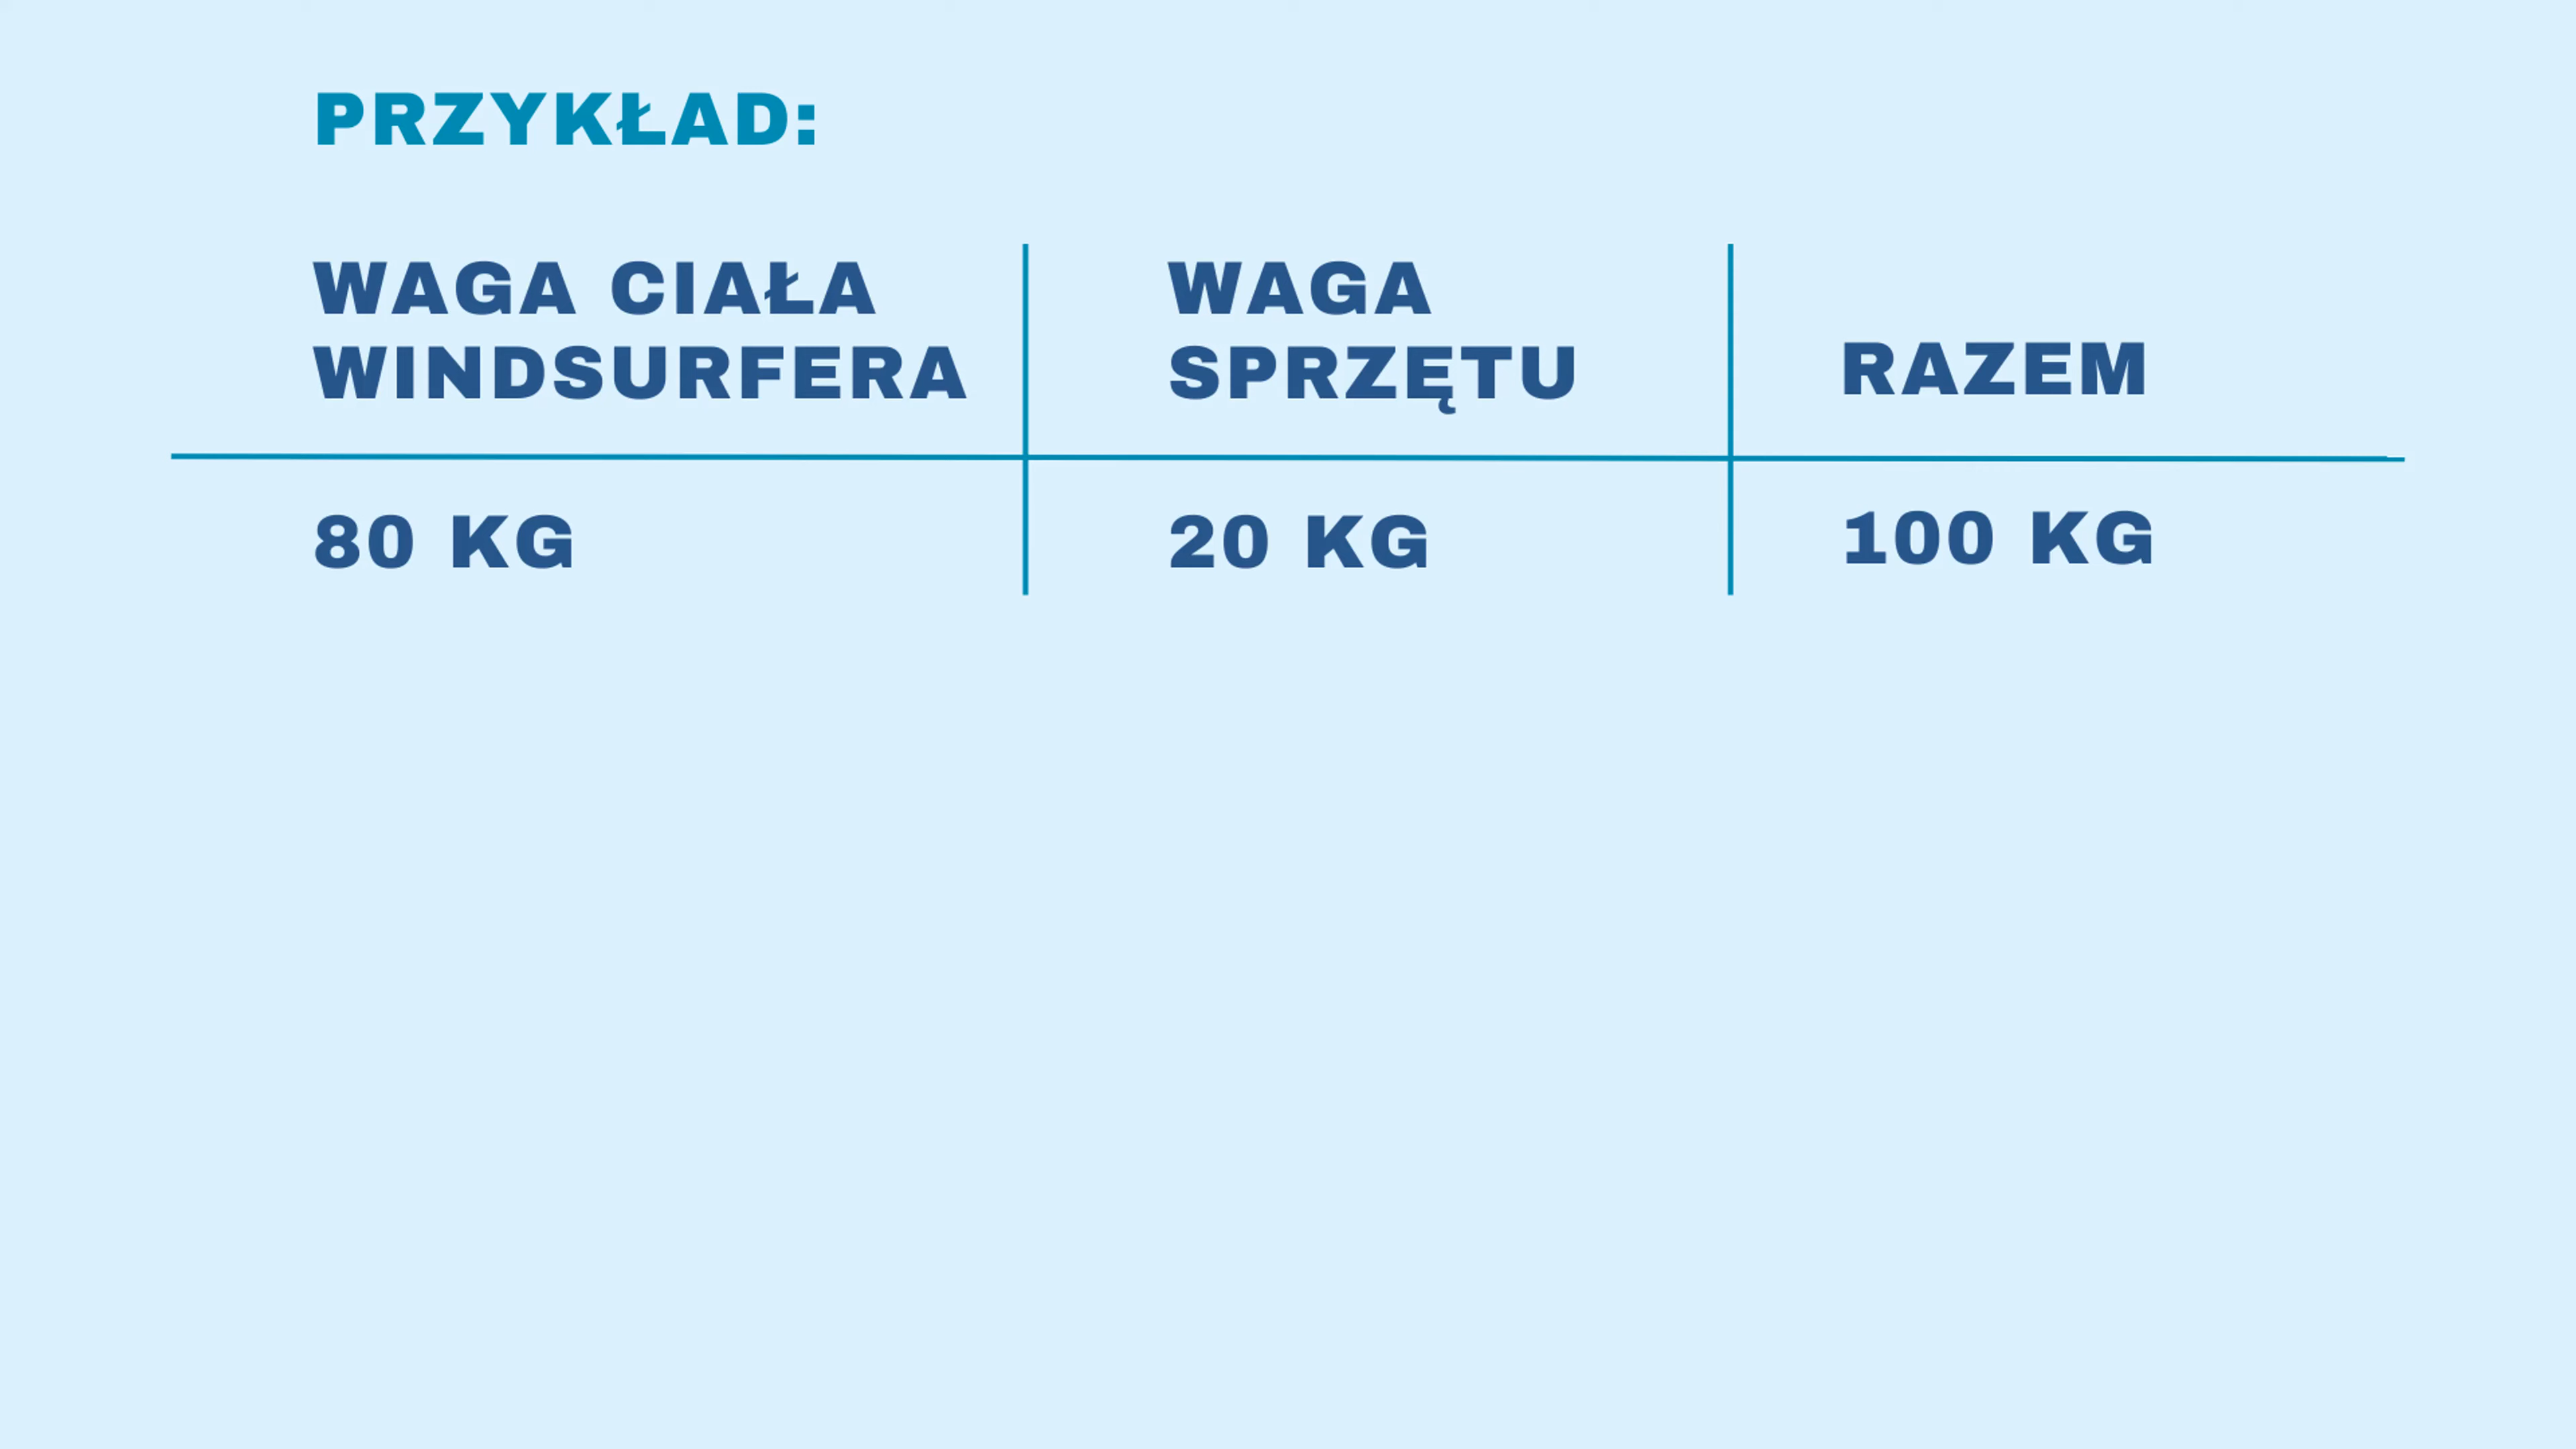 PRZYKŁAD:
WAGA CIAŁA
WINDSURFERA
WAGA
SPRZĘTU
RAZEM
80 KG
20 KG
100 KG